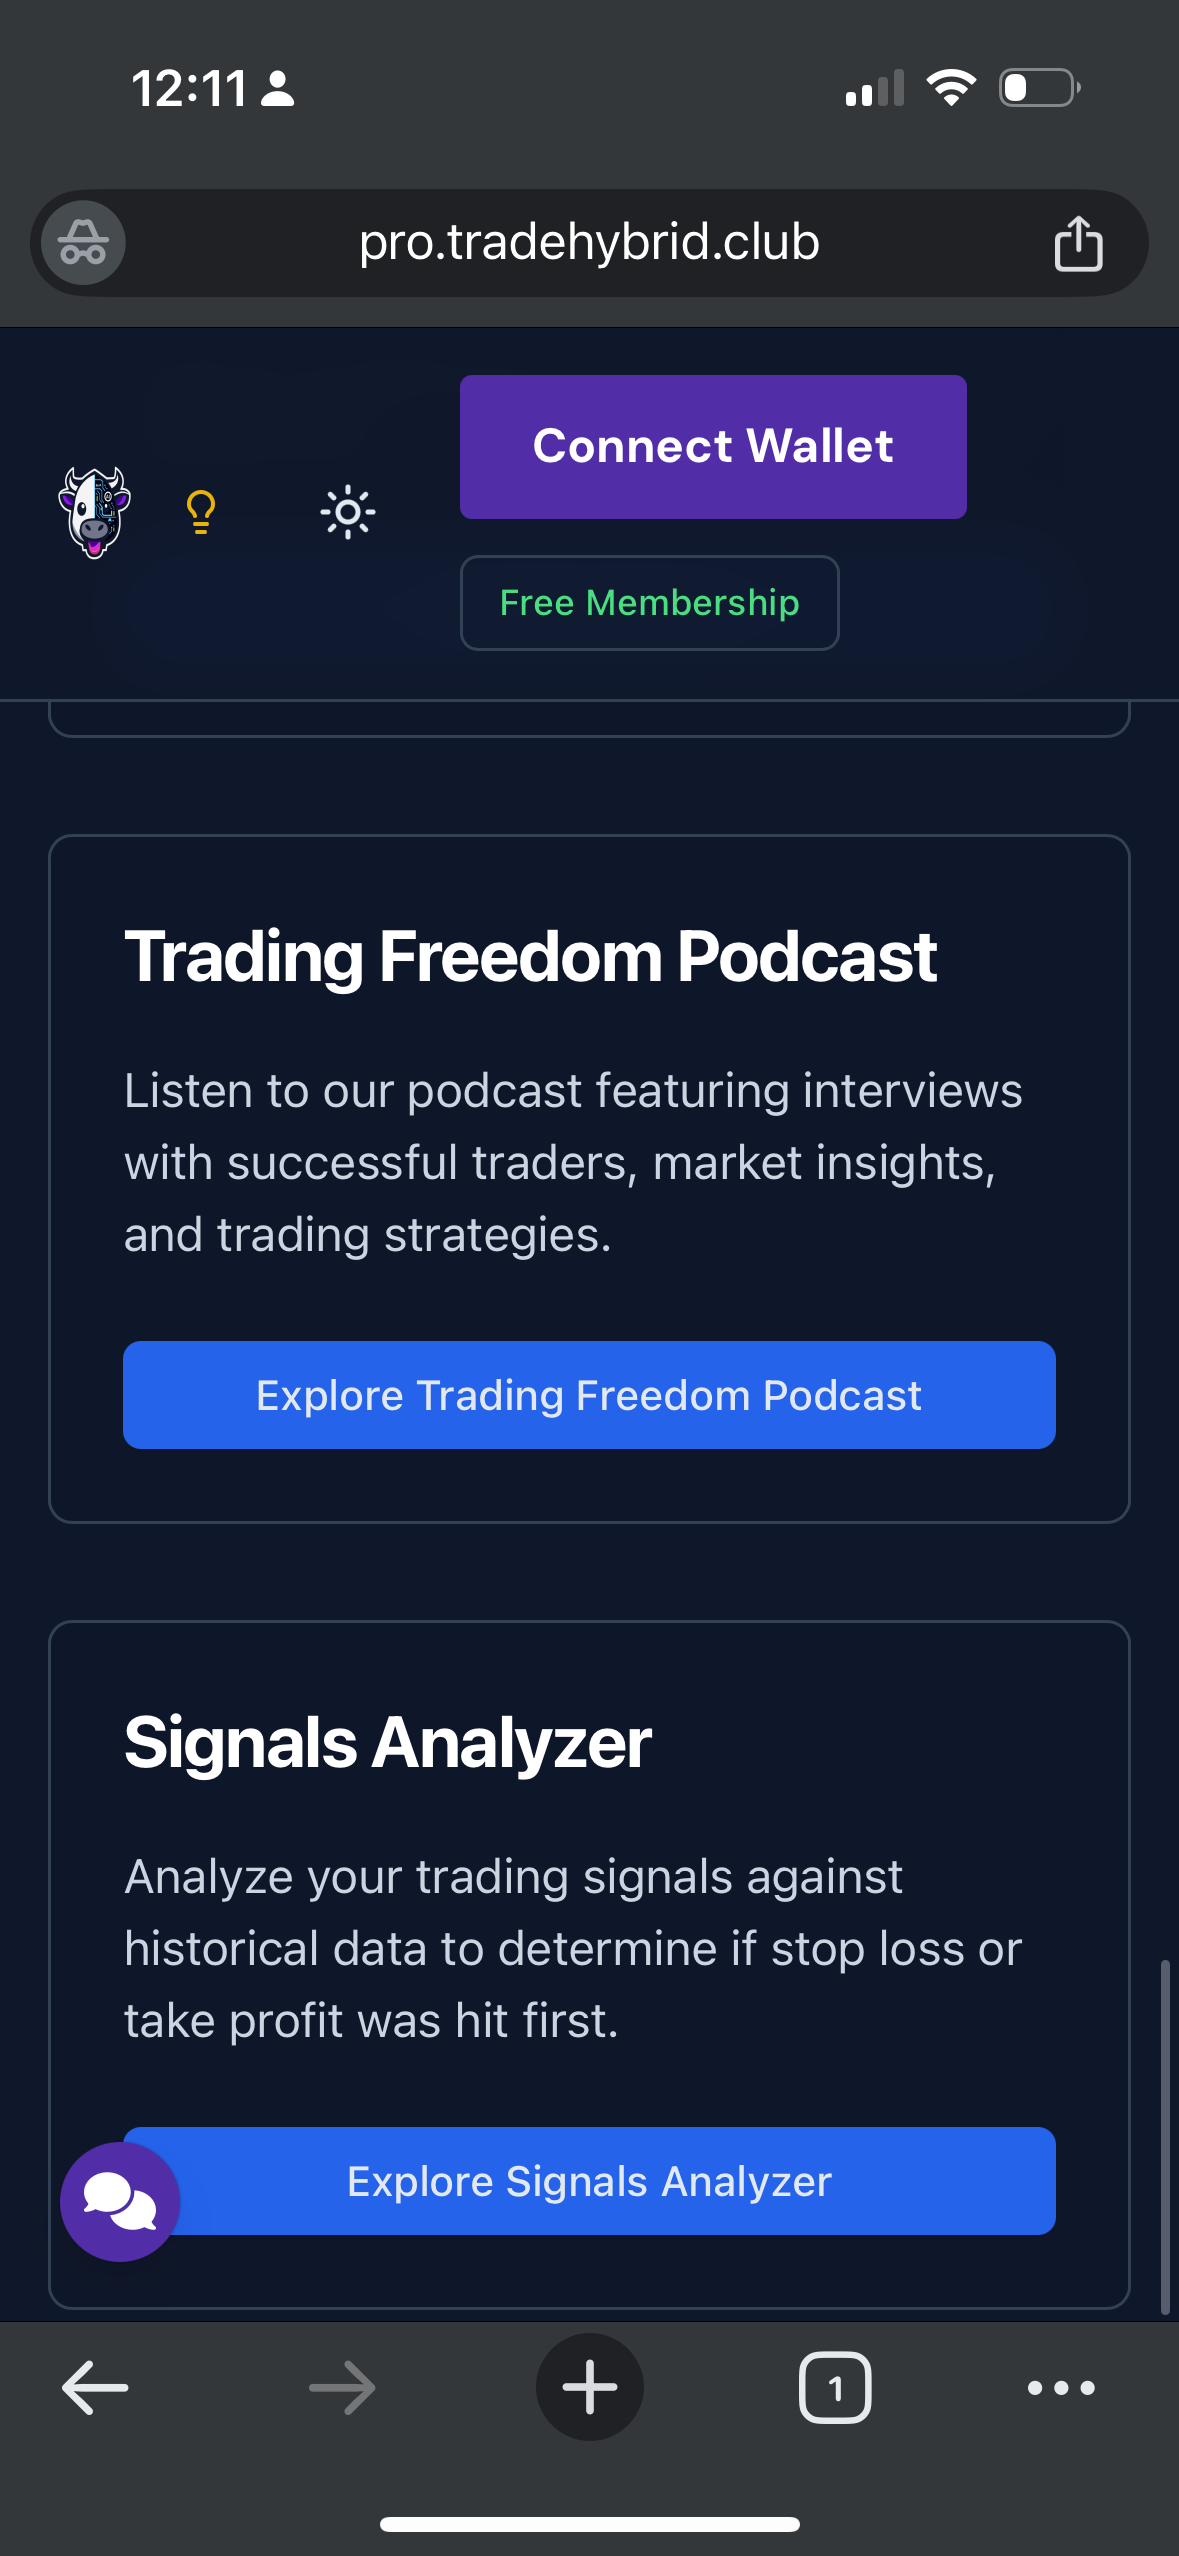 12:11
pro.tradehybrid.club
Connect Wallet
Free Membership
Trading Freedom Podcast
Listen to our podcast featuring interviews
with successful traders, market insights,
and trading strategies.
Explore Trading Freedom Podcast
Signals Analyzer
Analyze your trading signals against
historical data to determine if stop loss or
take profit was hit first.
Explore Signals Analyzer
1